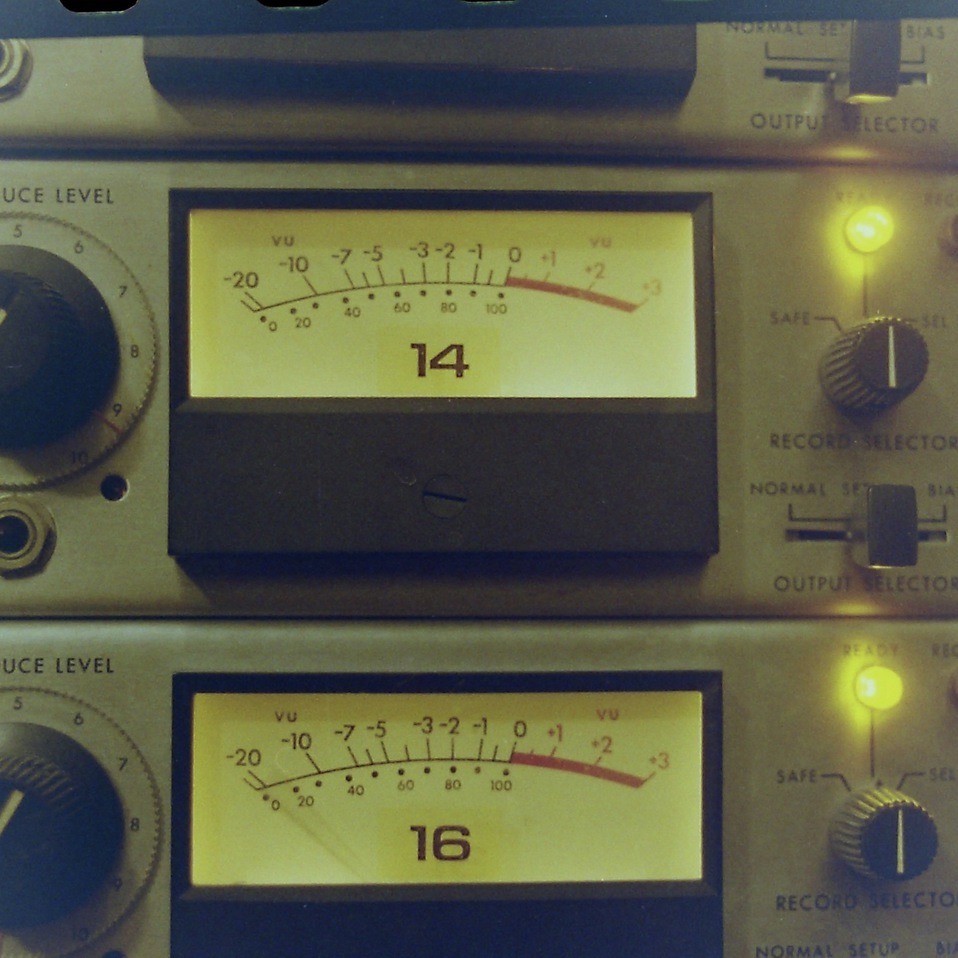 NORMAL SET BIAS
OUTPUT SELECTOR
UCE LEVEL
5 6 7 8 9 10
VU VU
-20 -10 -7 -5 -3 -2 -1 0 +1 +2 +3
0 20 40 60 80 100
14
READY REC
SAFE SEL
RECORD SELECTOR
NORMAL SET BIA
OUTPUT SELECTOR
UCE LEVEL
5 6 7 8 9 10
VU VU
-20 -10 -7 -5 -3 -2 -1 0 +1 +2 +3
0 20 40 60 80 100
16
READY REC
SAFE SEL
RECORD SELECTO
NORMAL SETUP BI